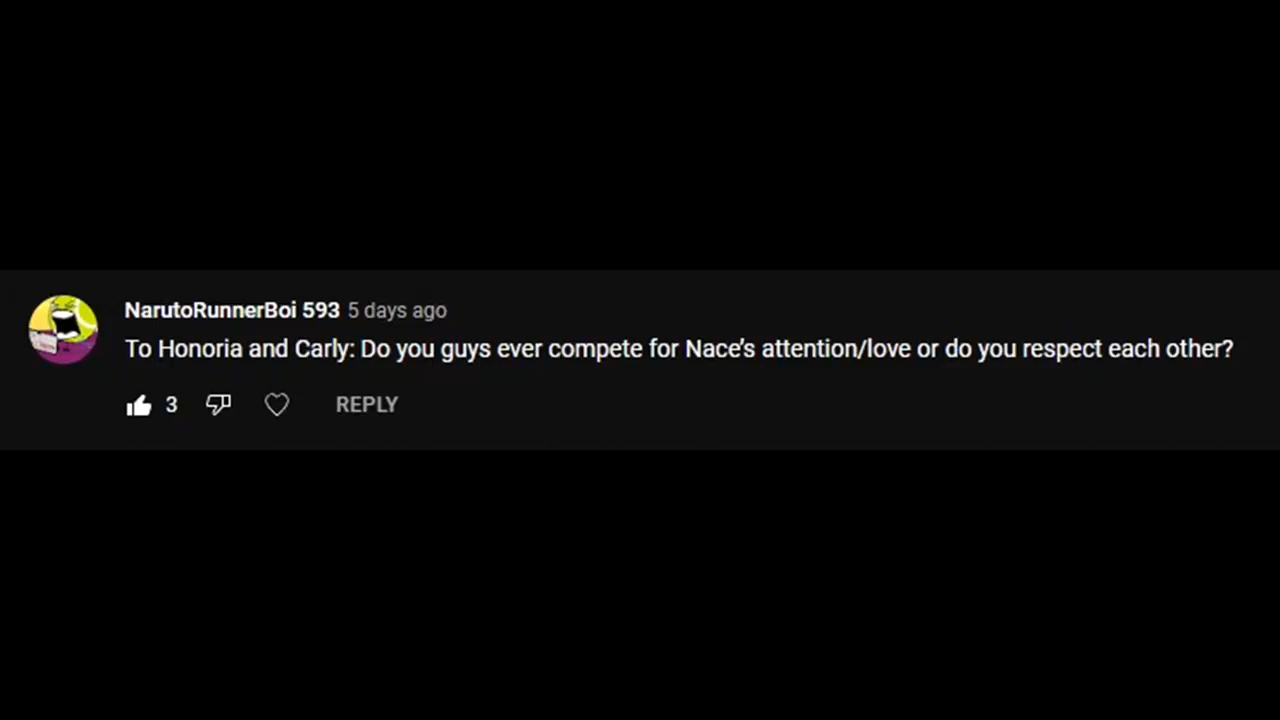 NarutoRunnerBoi 593 5 days ago
To Honoria and Carly: Do you guys ever compete for Nace's attention/love or do you respect each other?
3 REPLY